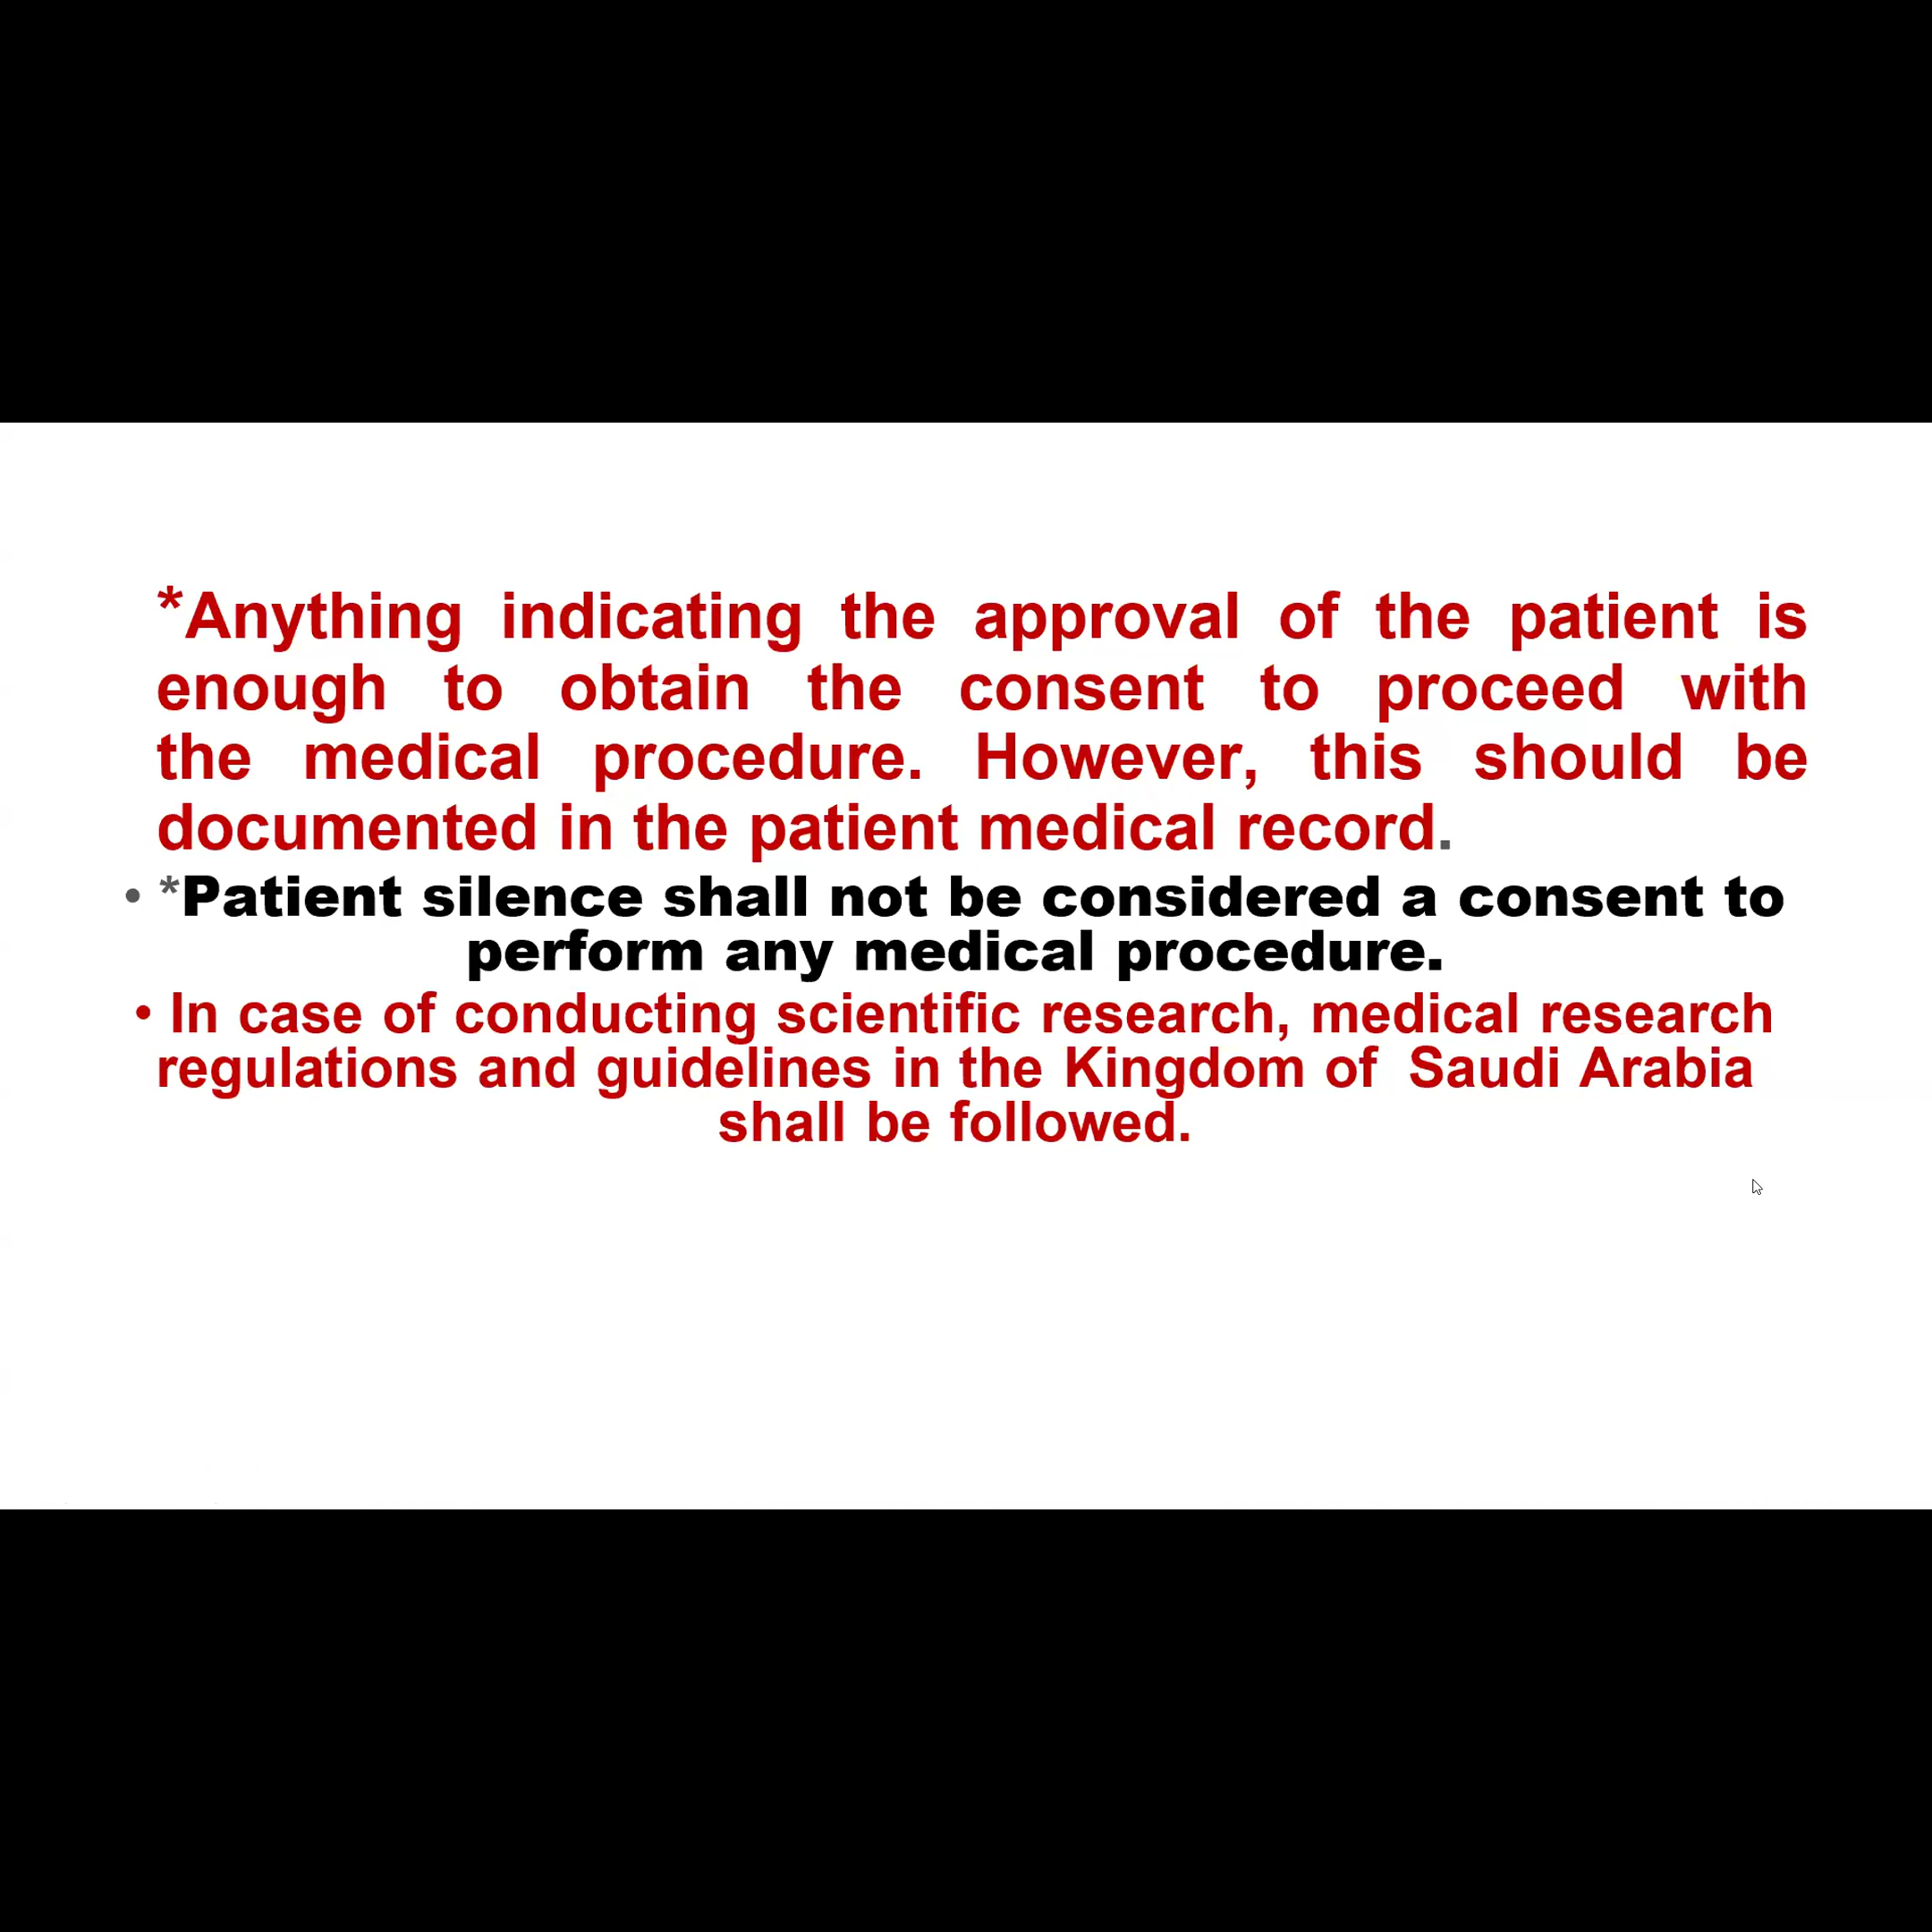 *Anything indicating the approval of the patient is
enough to obtain the consent to proceed with
the medical procedure. However, this should be
documented in the patient medical record.
• *Patient silence shall not be considered a consent to
perform any medical procedure.
• In case of conducting scientific research, medical research
regulations and guidelines in the Kingdom of Saudi Arabia
shall be followed.